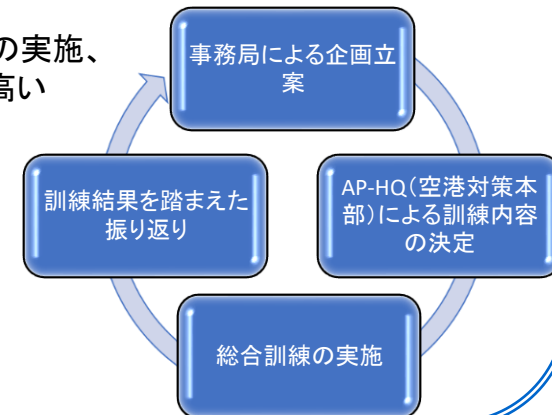 の実施、
高い
事務局による企画立
案
AP-HQ(空港対策本
部)による訓練内容
の決定
総合訓練の実施
訓練結果を踏まえた
振り返り